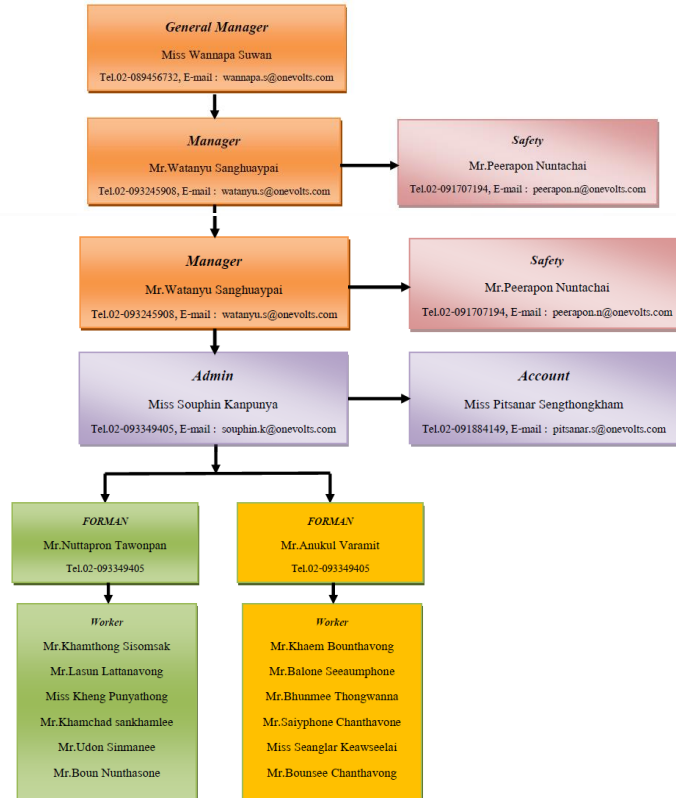 General Manager
Miss Wannapa Suwan
Tel.02-089456732, E-mail : wannapa.s@onevolts.com
Manager
Mr.Watanyu Sanghuaypai
Tel.02-093245908, E-mail : watanyu.s@onevolts.com
Safety
Mr.Peerapon Nuntachai
Tel.02-091707194, E-mail : peerapon.n@onevolts.com
Manager
Mr.Watanyu Sanghuaypai
Tel.02-093245908, E-mail : watanyu.s@onevolts.com
Safety
Mr.Peerapon Nuntachai
Tel.02-091707194, E-mail : peerapon.n@onevolts.com
Admin
Miss Souphin Kanpunya
Tel.02-093349405, E-mail : souphin.k@onevolts.com
Account
Miss Pitsanar Sengthongkham
Tel.02-091884149, E-mail : pitsanar.s@onevolts.com
FORMAN
Mr.Nuttapron Tawonpan
Tel.02-093349405
FORMAN
Mr.Anukul Varamit
Tel.02-093349405
Worker
Mr.Khamthong Sisomsak
Mr.Lasun Lattanavong
Miss Kheng Punyathong
Mr.Khamchad sankhamlee
Mr.Udon Sinmanee
Mr.Boun Nunthasone
Worker
Mr.Khaem Bounthavong
Mr.Balone Seeaumphone
Mr.Bhunmee Thongwanna
Mr.Saiyphone Chanthavone
Miss Seanglar Keawseelai
Mr.Bounsee Chanthavong